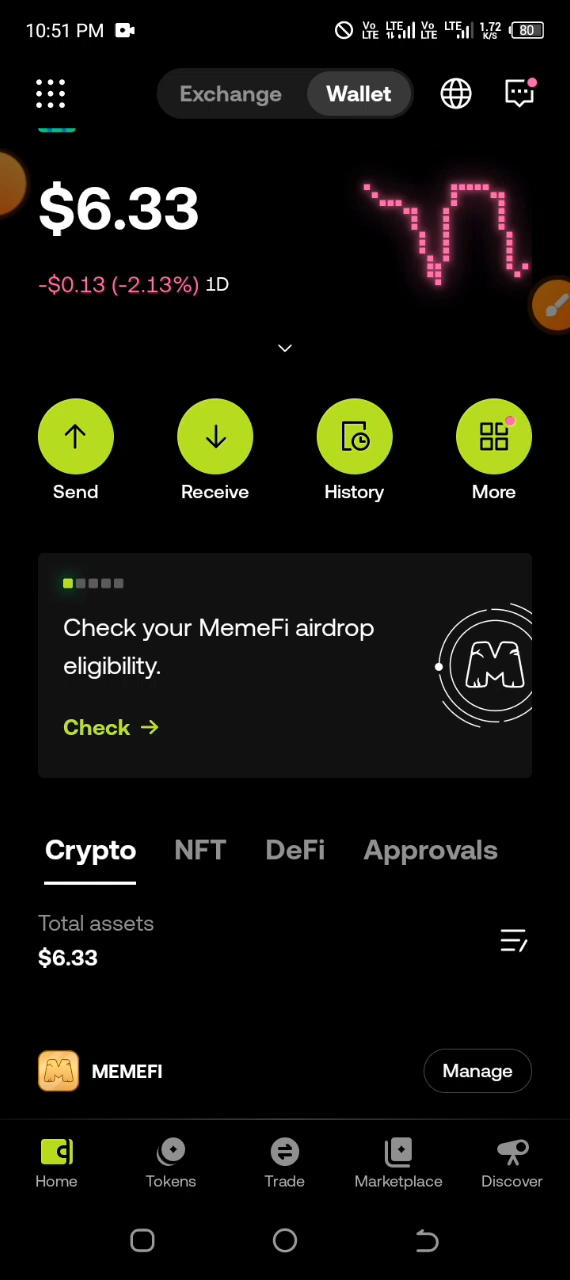 10:51 PM
Vo LTE LTE Vo LTE LTE 1.72 K/S 80
Exchange Wallet
$6.33
-$0.13 (-2.13%) 1D
Send Receive History More
Check your MemeFi airdrop
eligibility.
Check
Crypto NFT DeFi Approvals
Total assets
$6.33
MEMEFI Manage
Home Tokens Trade Marketplace Discover